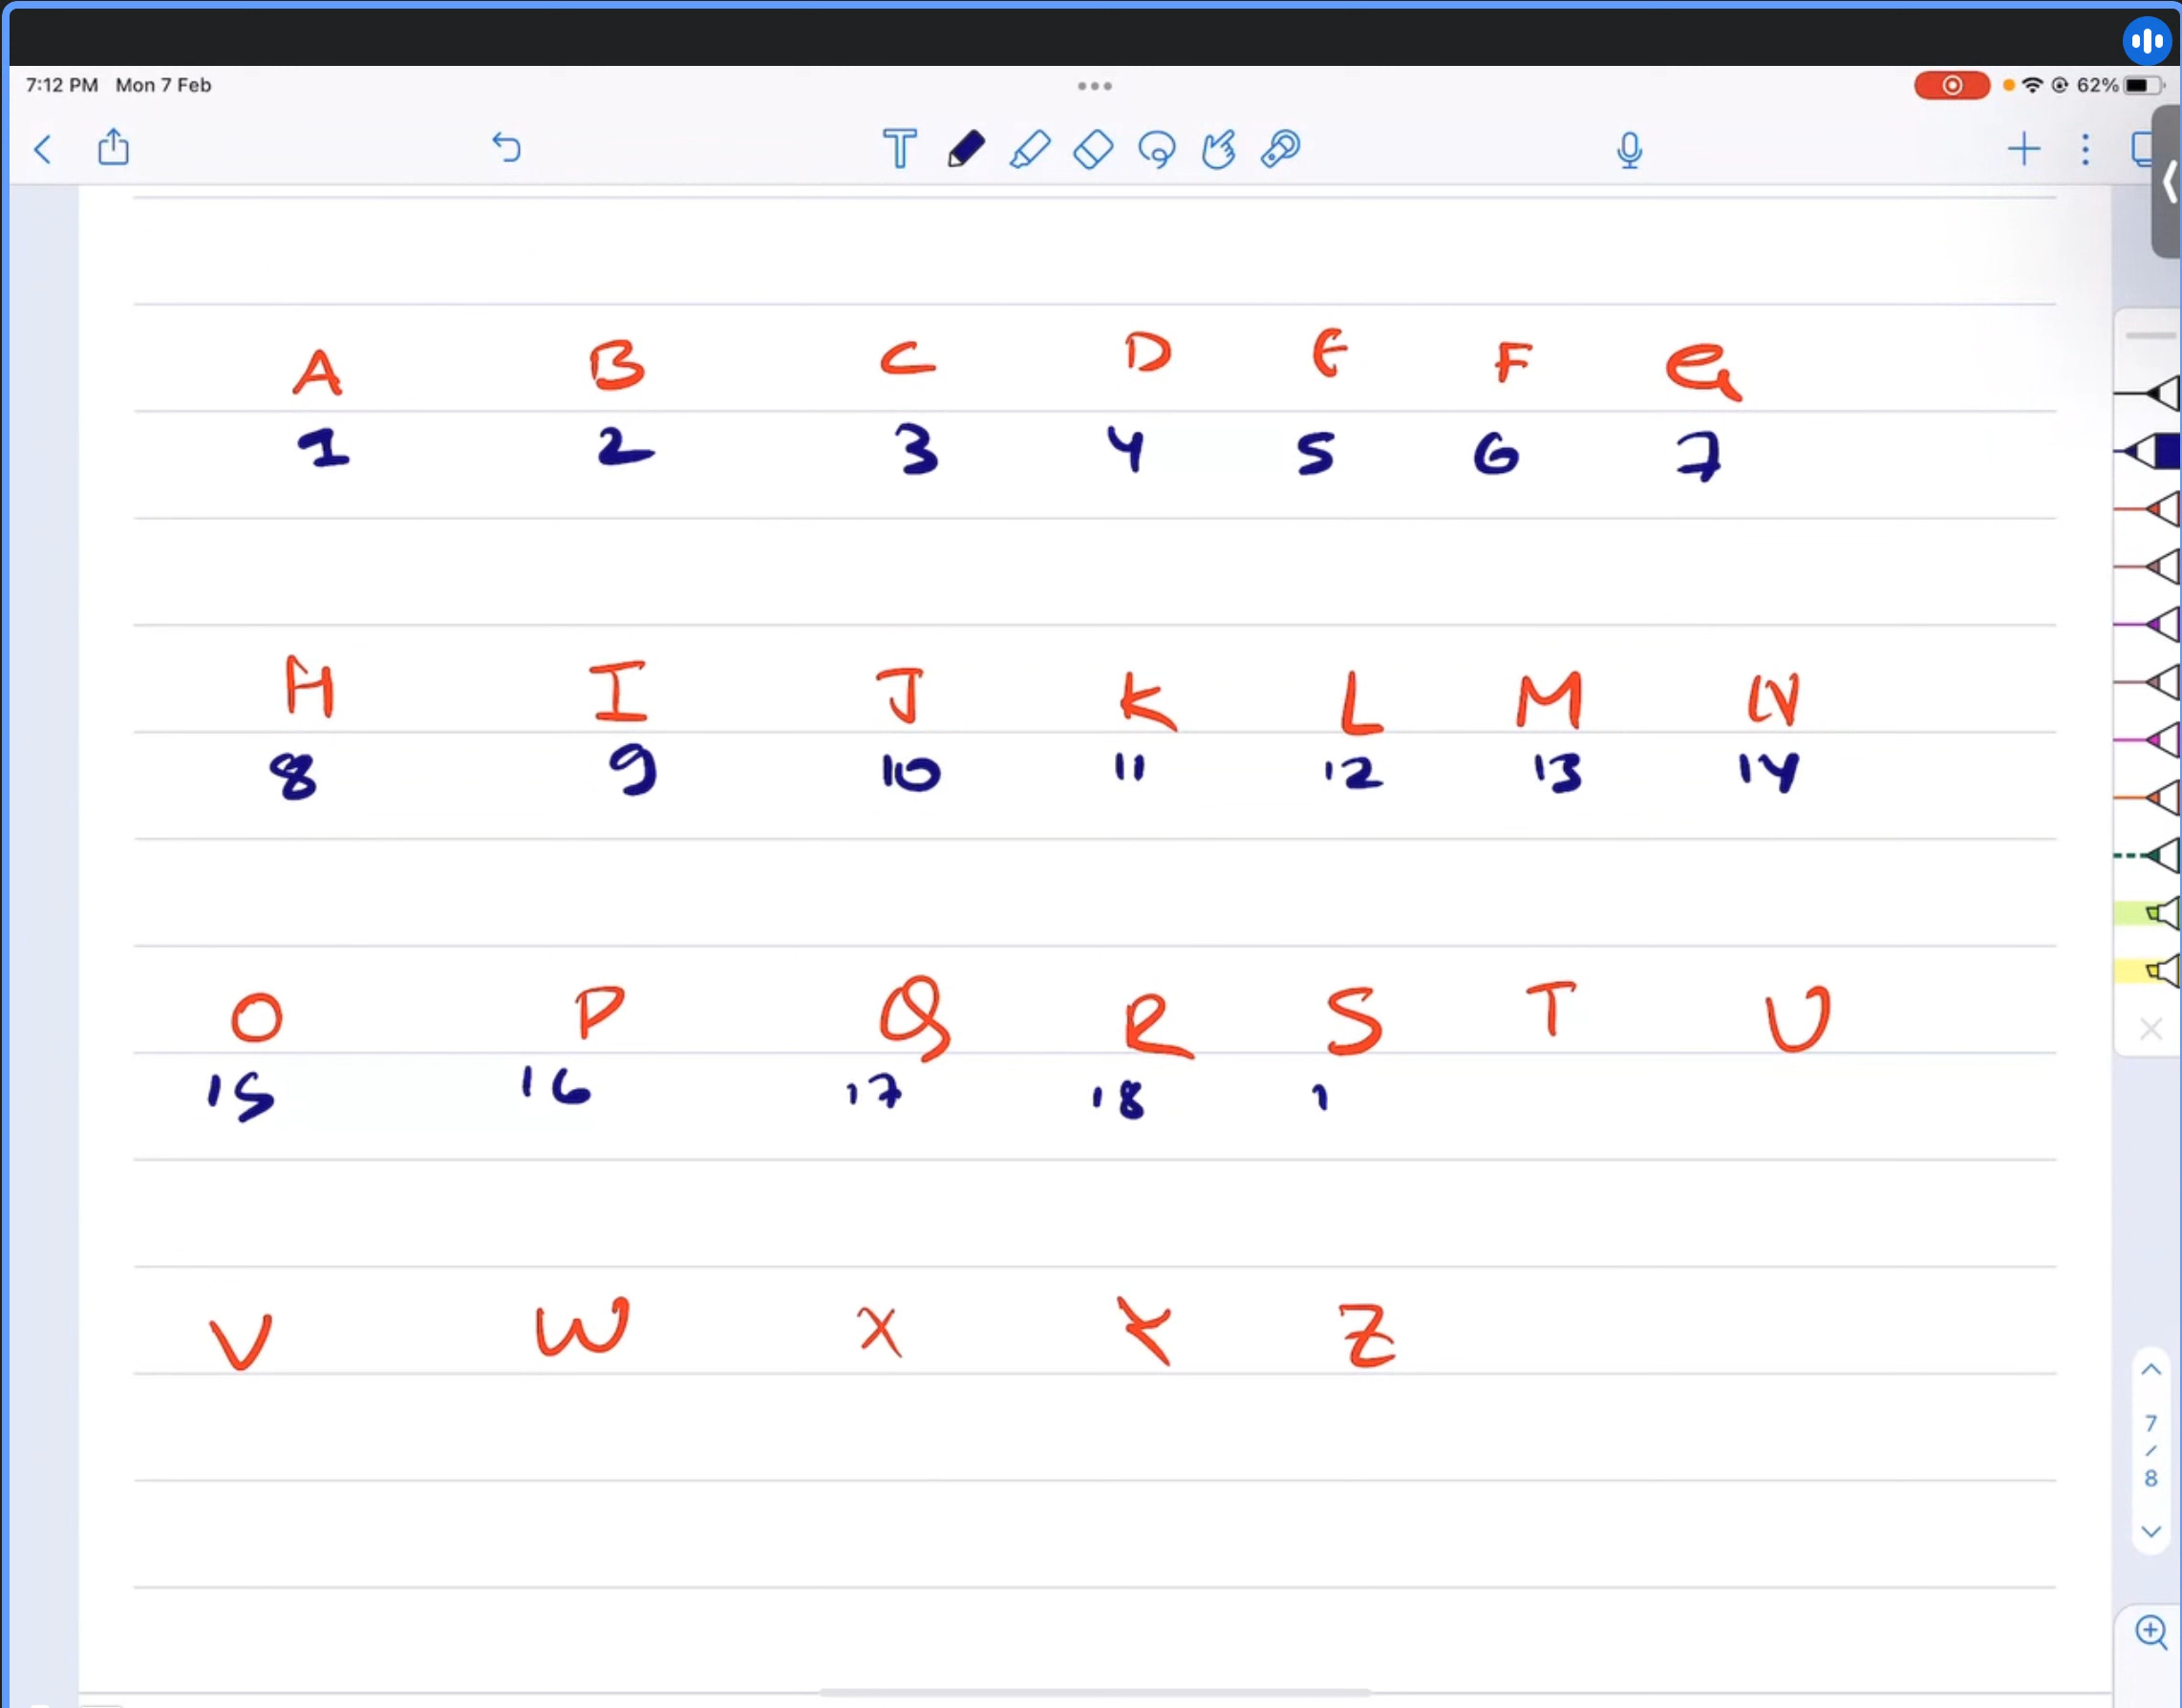 7:12 PM Mon 7 Feb
62%
T
A B C D E F G
1 2 3 4 5 6 7
H I J K L M N
8 9 10 11 12 13 14
O P Q R S T U
15 16 17 18 1
V W X Y Z
7
/
8